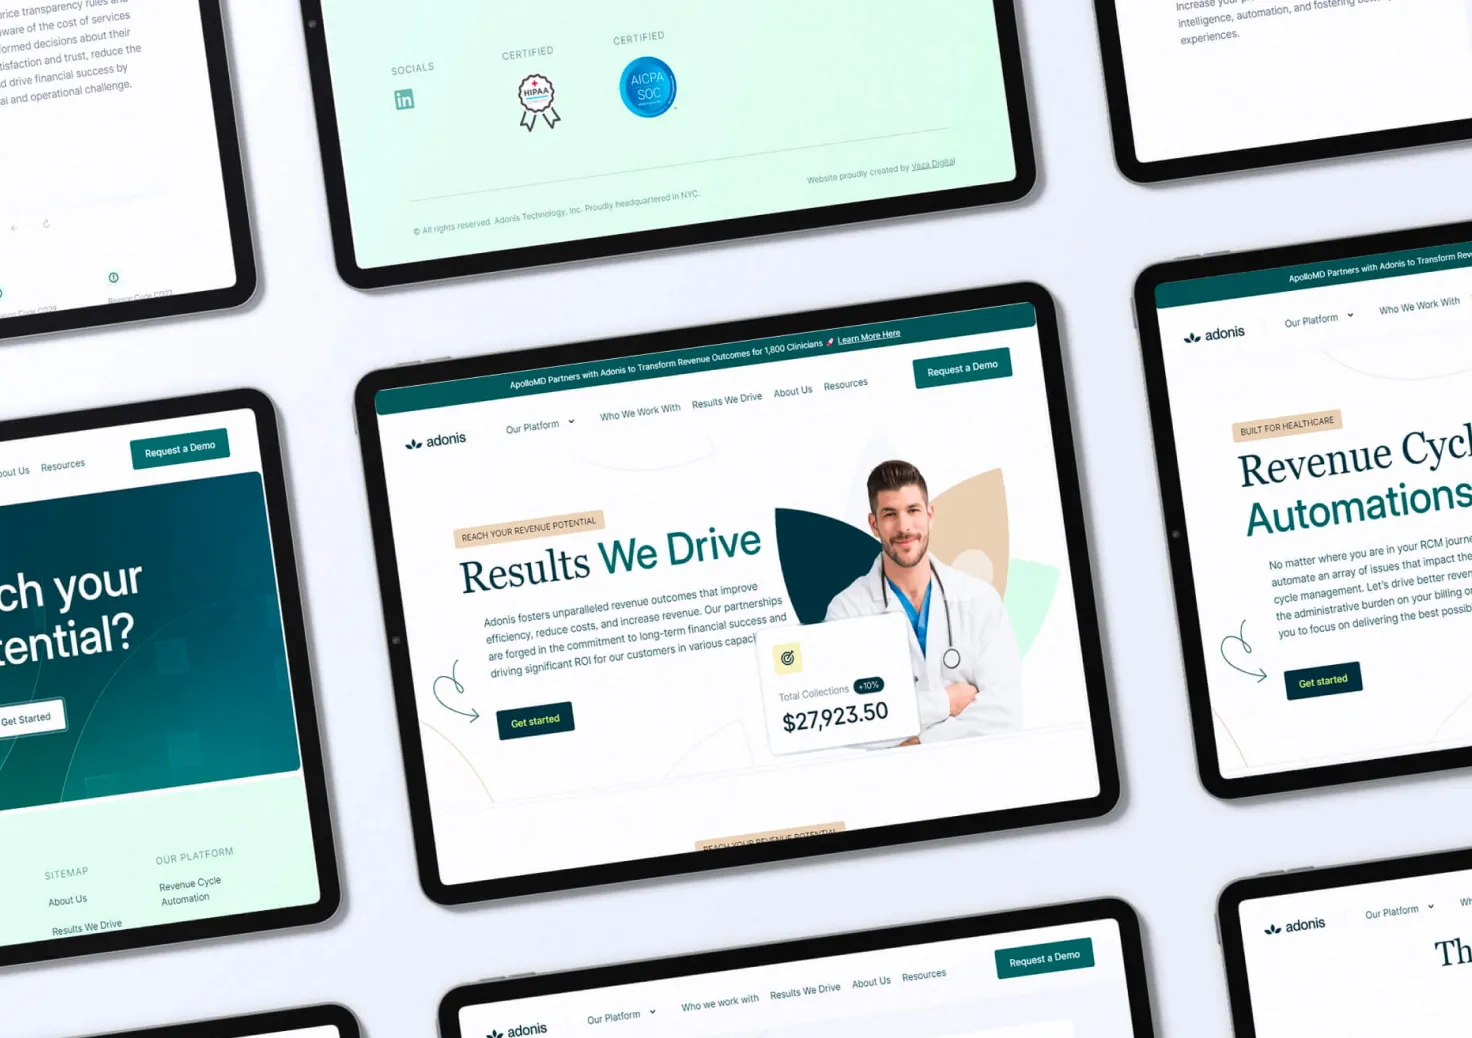 price transparency rules and
aware of the cost of services
formed decisions about their
satisfaction and trust, reduce the
d drive financial success by
al and operational challenge.
SOCIALS
in
CERTIFIED
HIPAA
CERTIFIED
AICPA
SOC
Website proudly created by Veza Digital
© All rights reserved. Adonis Technology, Inc. Proudly headquartered in NYC.
Increase your
intelligence, automation, and fostering
experiences.
out Us
Resources
Request a Demo
ch your
tential?
Get Started
SITEMAP
About Us
Results We Drive
OUR PLATFORM
Revenue Cycle
Automation
ApolloMD Partners with Adonis to Transform Revenue Outcomes for 1,800 Clinicians 🚀 Learn More Here
adonis
Our Platform
Who We Work With
Results We Drive
About Us
Resources
Request a Demo
REACH YOUR REVENUE POTENTIAL
Results We Drive
Adonis fosters unparalleled revenue outcomes that improve
efficiency, reduce costs, and increase revenue. Our partnerships
are forged in the commitment to long-term financial success and
driving significant ROI for our customers in various capaci
Get started
Total Collections +10%
$27,923.50
REACH YOUR REVENUE POTENTIAL
ApolloMD Partners with Adonis to Transform Rev
adonis
Our Platform
Who We Work With
BUILT FOR HEALTHCARE
Revenue Cycl
Automations
No matter where you are in your RCM journe
automate an array of issues that impact the
cycle management. Let's drive better reven
the administrative burden on your billing or
you to focus on delivering the best possib
Get started
adonis
Our Platform
Who we work with
Results We Drive
About Us
Resources
Request a Demo
adonis
Our Platform
Wh
Th